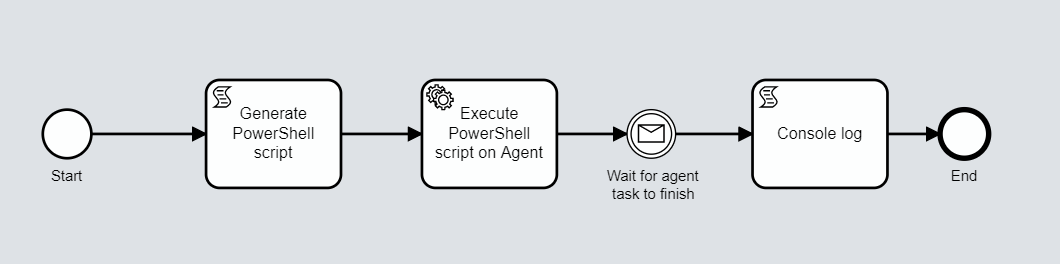 Start
Generate
PowerShell
script
Execute
PowerShell
script on Agent
Wait for agent
task to finish
Console log
End